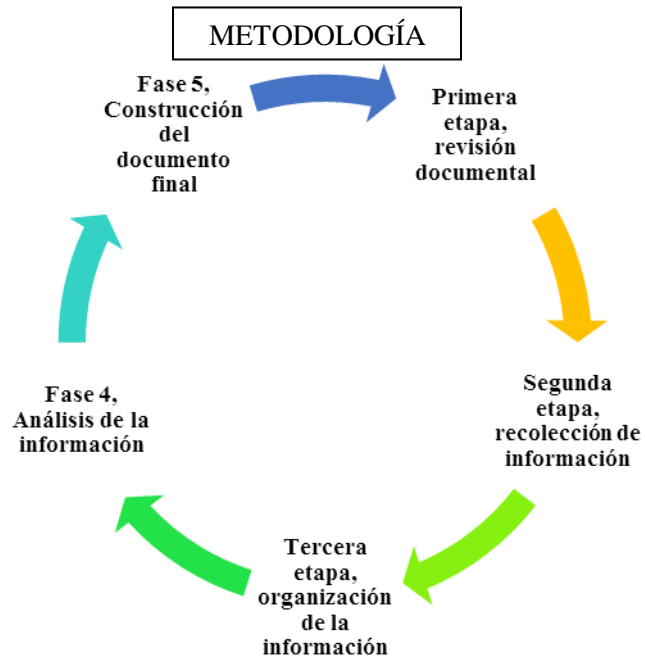 METODOLOGÍA
Primera
etapa,
revisión
documental
Segunda
etapa,
recolección de
información
Tercera
etapa,
organización
de la
información
Fase 4,
Análisis de la
información
Fase 5,
Construcción
del
documento
final